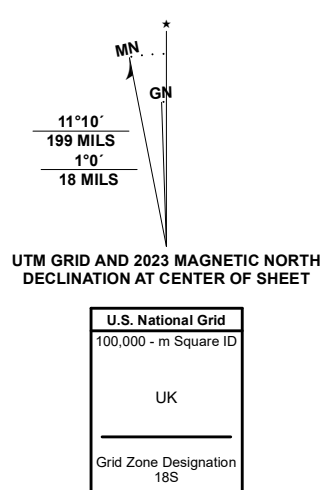 ★
MN
GN
11°10´
199 MILS
1°0´
18 MILS
UTM GRID AND 2023 MAGNETIC NORTH
DECLINATION AT CENTER OF SHEET
U.S. National Grid
100,000 - m Square ID
UK
Grid Zone Designation
18S